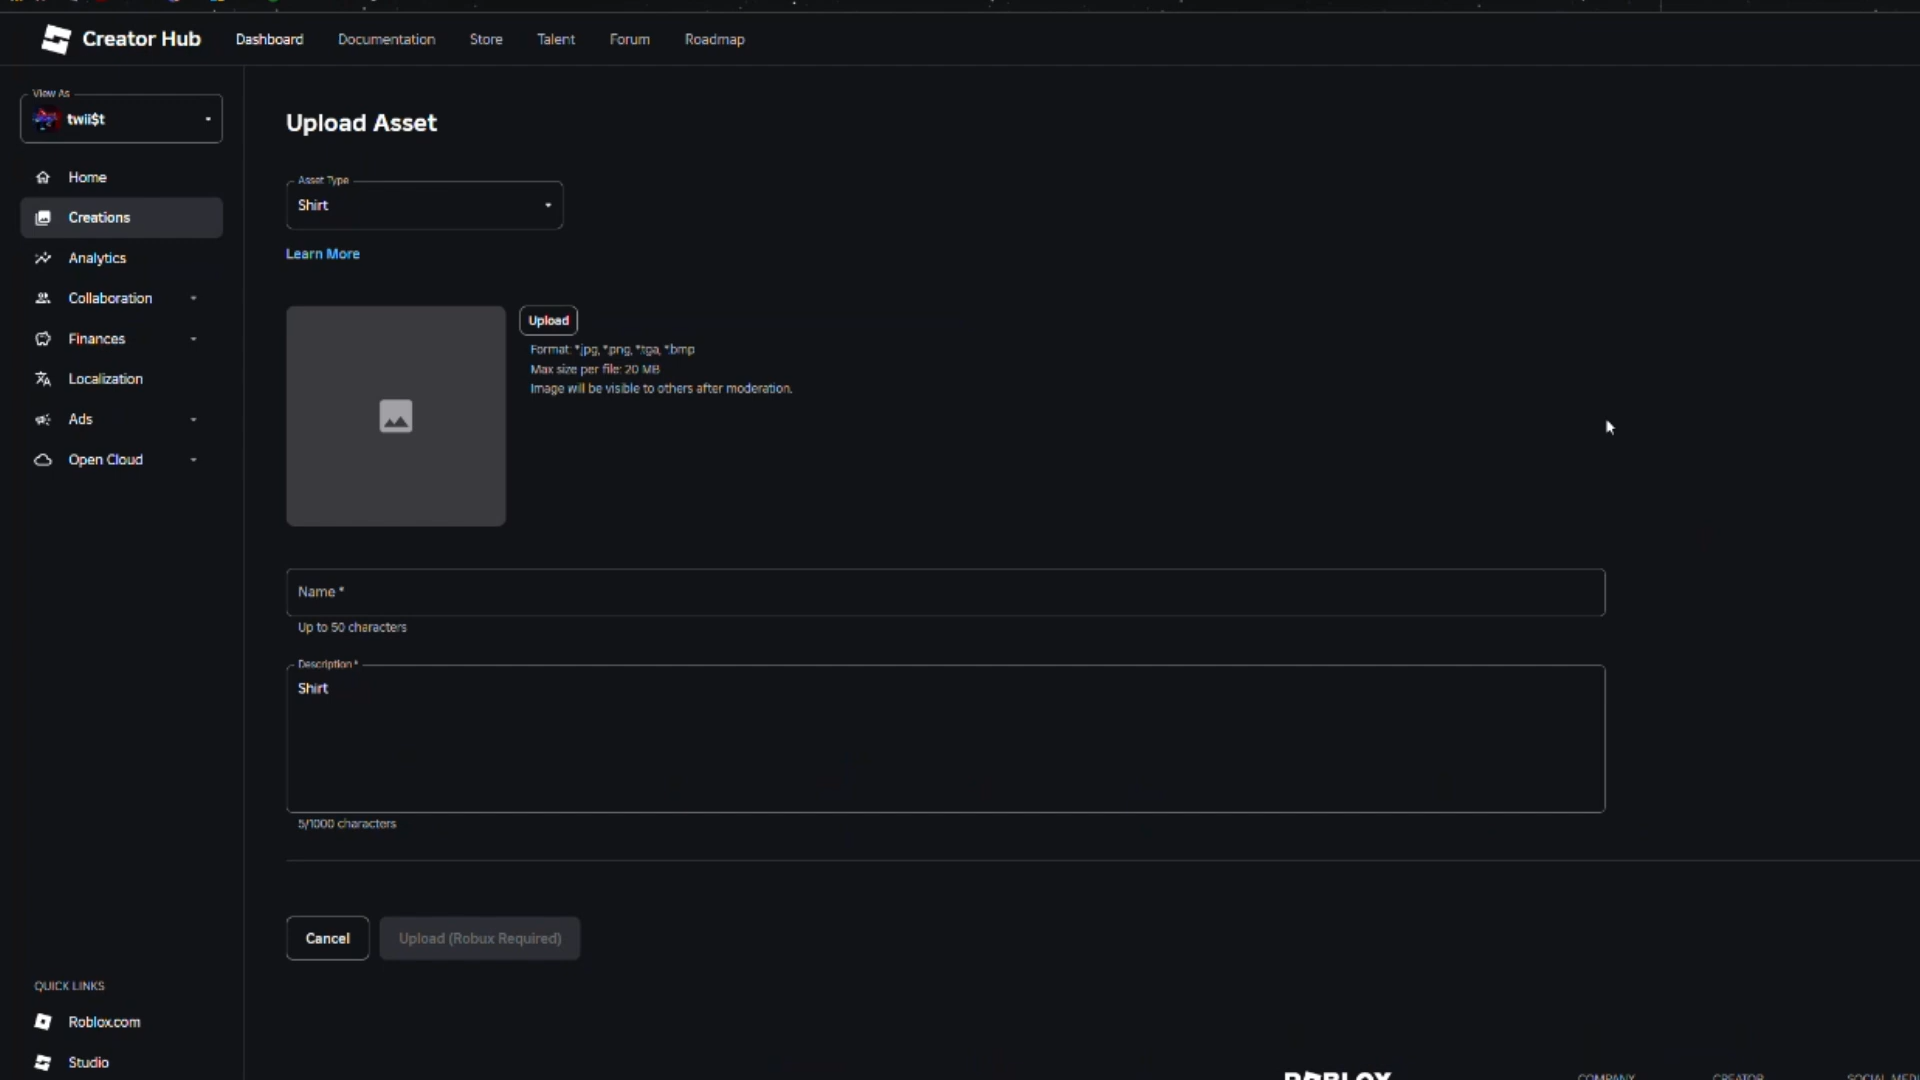 Creator Hub
Dashboard
Documentation
Store
Talent
Forum
Roadmap
View As
twii$t
Home
Creations
Analytics
Collaboration
Finances
Localization
Ads
Open Cloud
QUICK LINKS
Roblox.com
Studio
Upload Asset
Asset Type
Shirt
Learn More
Upload
Format: *.jpg, *.png, *.tga, *.bmp
Max size per file: 20 MB
Image will be visible to others after moderation.
Name *
Up to 50 characters
Description *
Shirt
5/1000 characters
Cancel
Upload (Robux Required)
ROBLOX
COMPANY
CREATOR